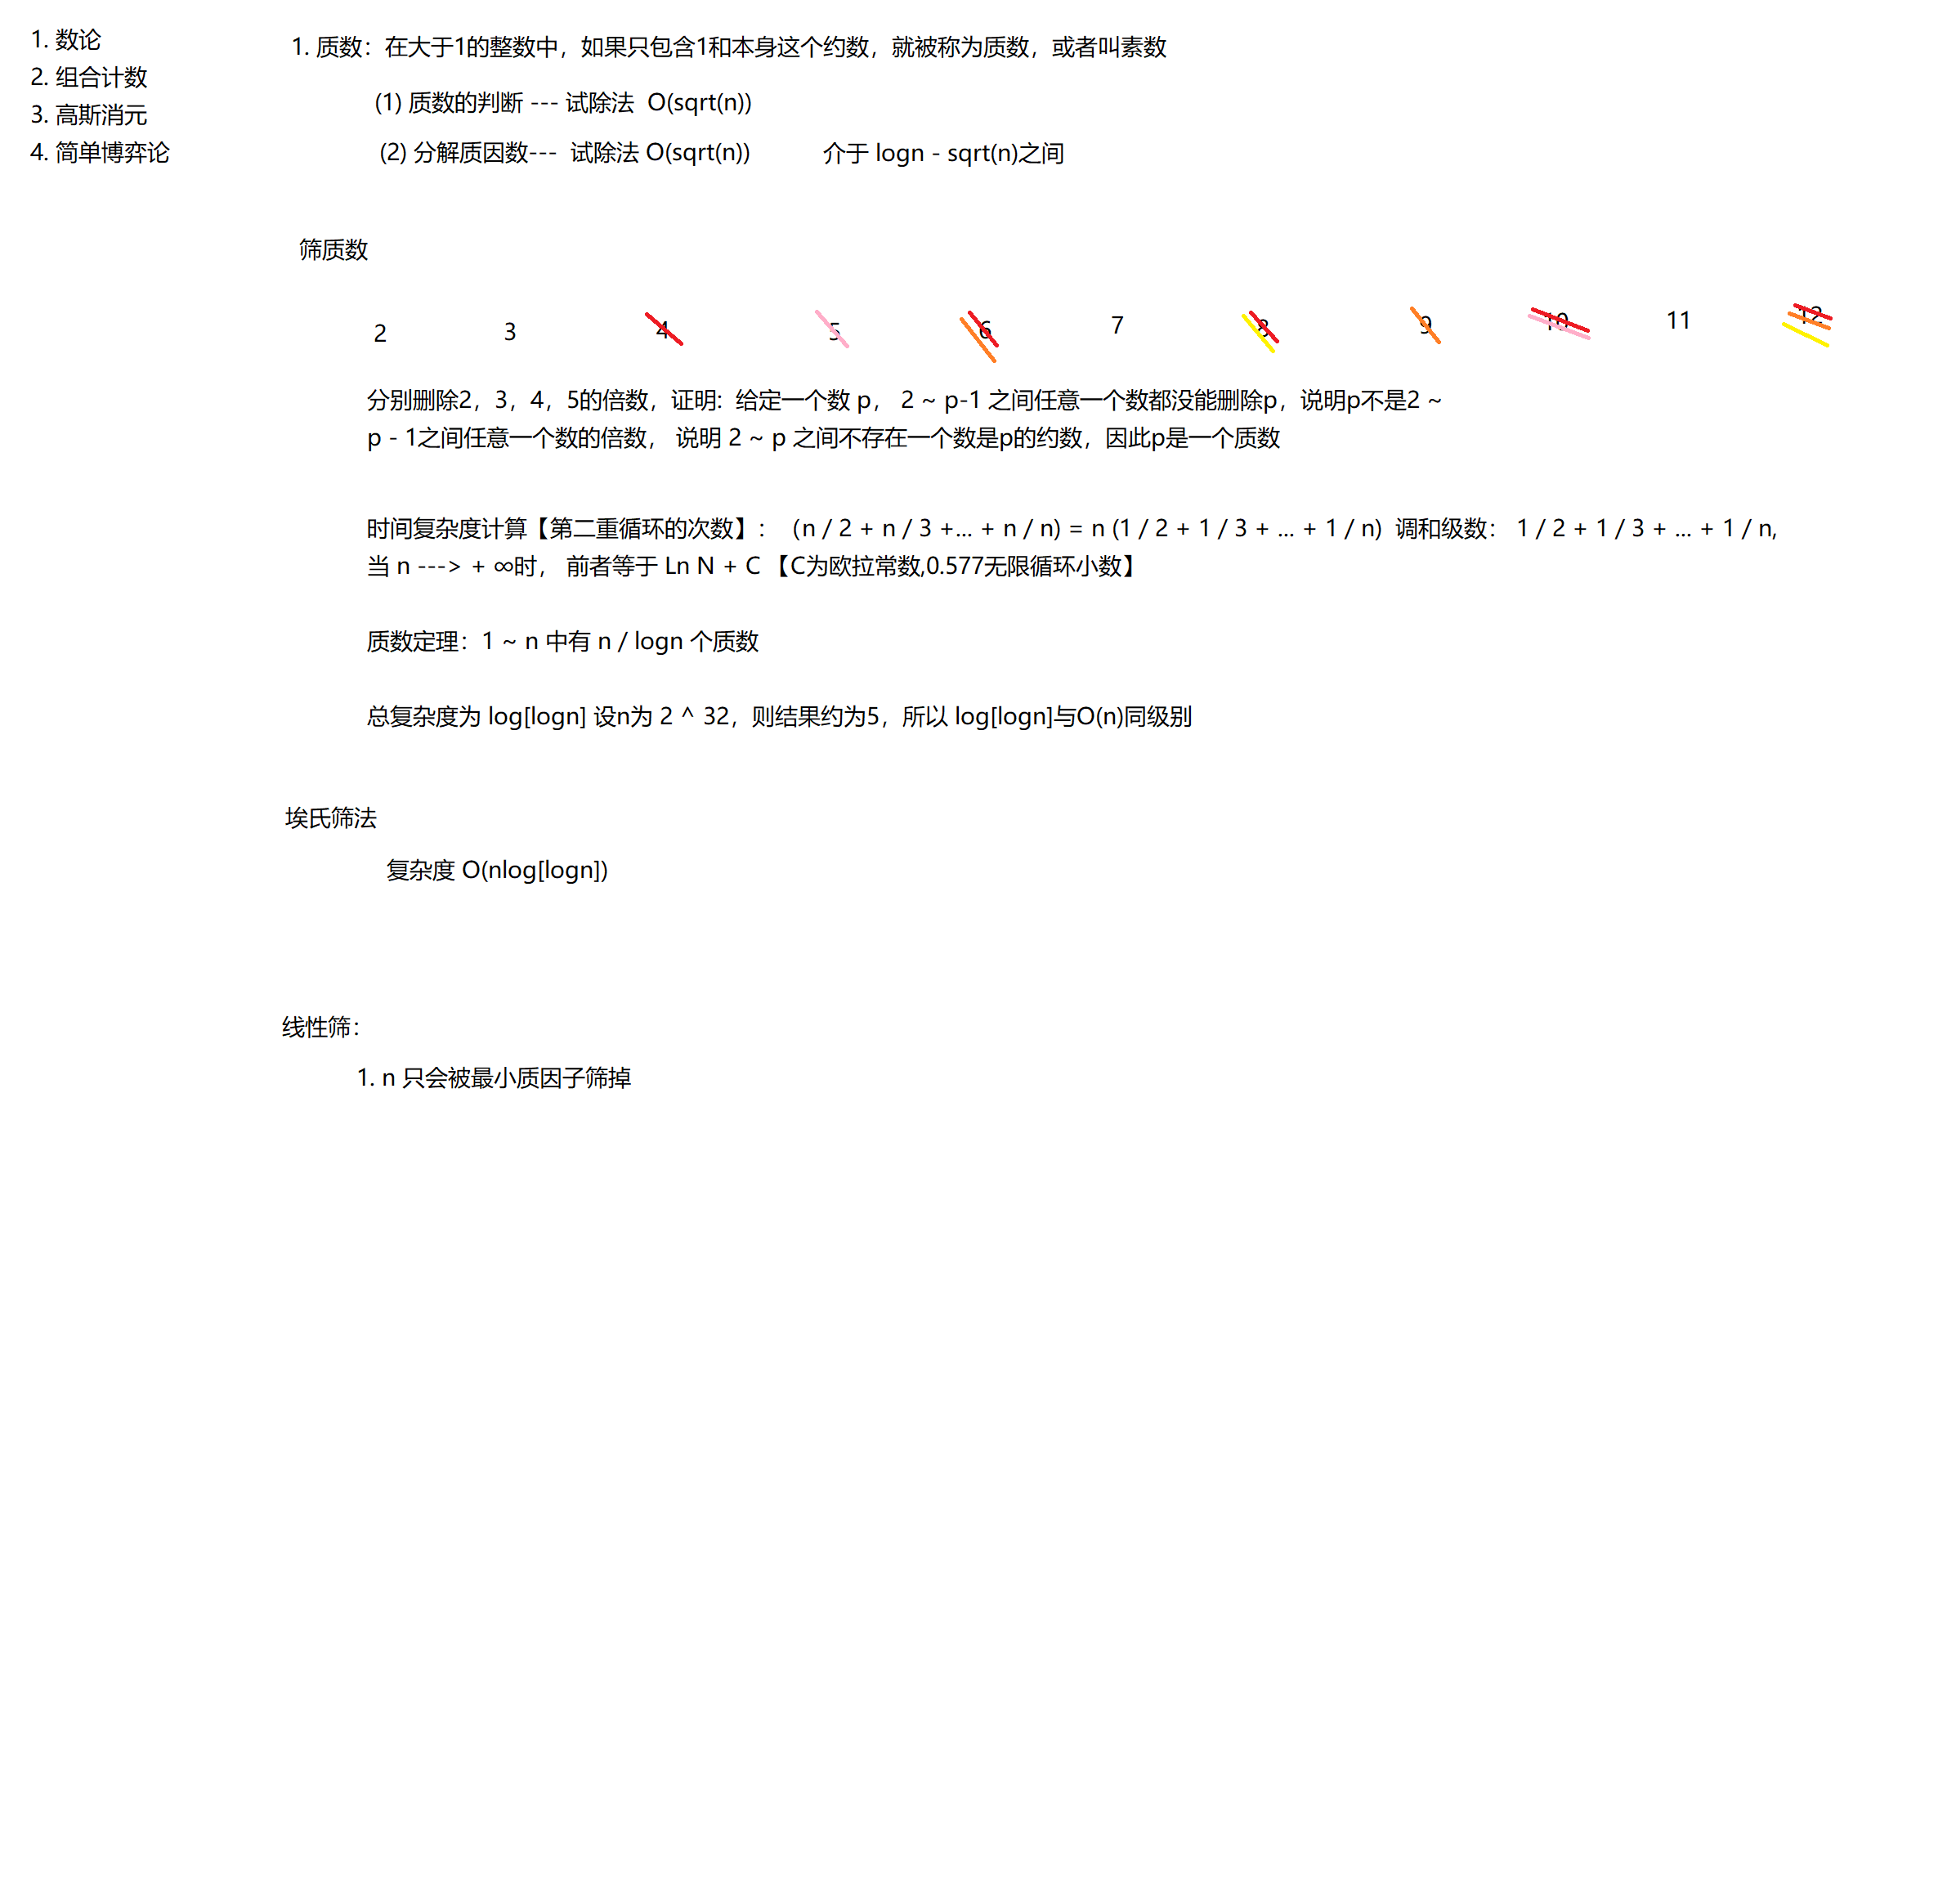 1. 数论
2. 组合计数
3. 高斯消元
4. 简单博弈论
1. 质数：在大于1的整数中，如果只包含1和本身这个约数，就被称为质数，或者叫素数
(1) 质数的判断 --- 试除法 O(sqrt(n))
(2) 分解质因数--- 试除法 O(sqrt(n)) 介于 logn - sqrt(n)之间
筛质数
2 3 4 5 6 7 8 9 10 11 12
分别删除2，3，4，5的倍数，证明: 给定一个数 p， 2 ~ p-1 之间任意一个数都没能删除p，说明p不是2 ~
p - 1之间任意一个数的倍数， 说明 2 ~ p 之间不存在一个数是p的约数，因此p是一个质数
时间复杂度计算【第二重循环的次数】: （n / 2 + n / 3 +... + n / n) = n (1 / 2 + 1 / 3 + ... + 1 / n) 调和级数： 1 / 2 + 1 / 3 + ... + 1 / n,
当 n ---> + ∞时， 前者等于 Ln N + C 【C为欧拉常数,0.577无限循环小数】
质数定理：1 ~ n 中有 n / logn 个质数
总复杂度为 log[logn] 设n为 2 ^ 32，则结果约为5，所以 log[logn]与O(n)同级别
埃氏筛法
复杂度 O(nlog[logn])
线性筛：
1. n 只会被最小质因子筛掉